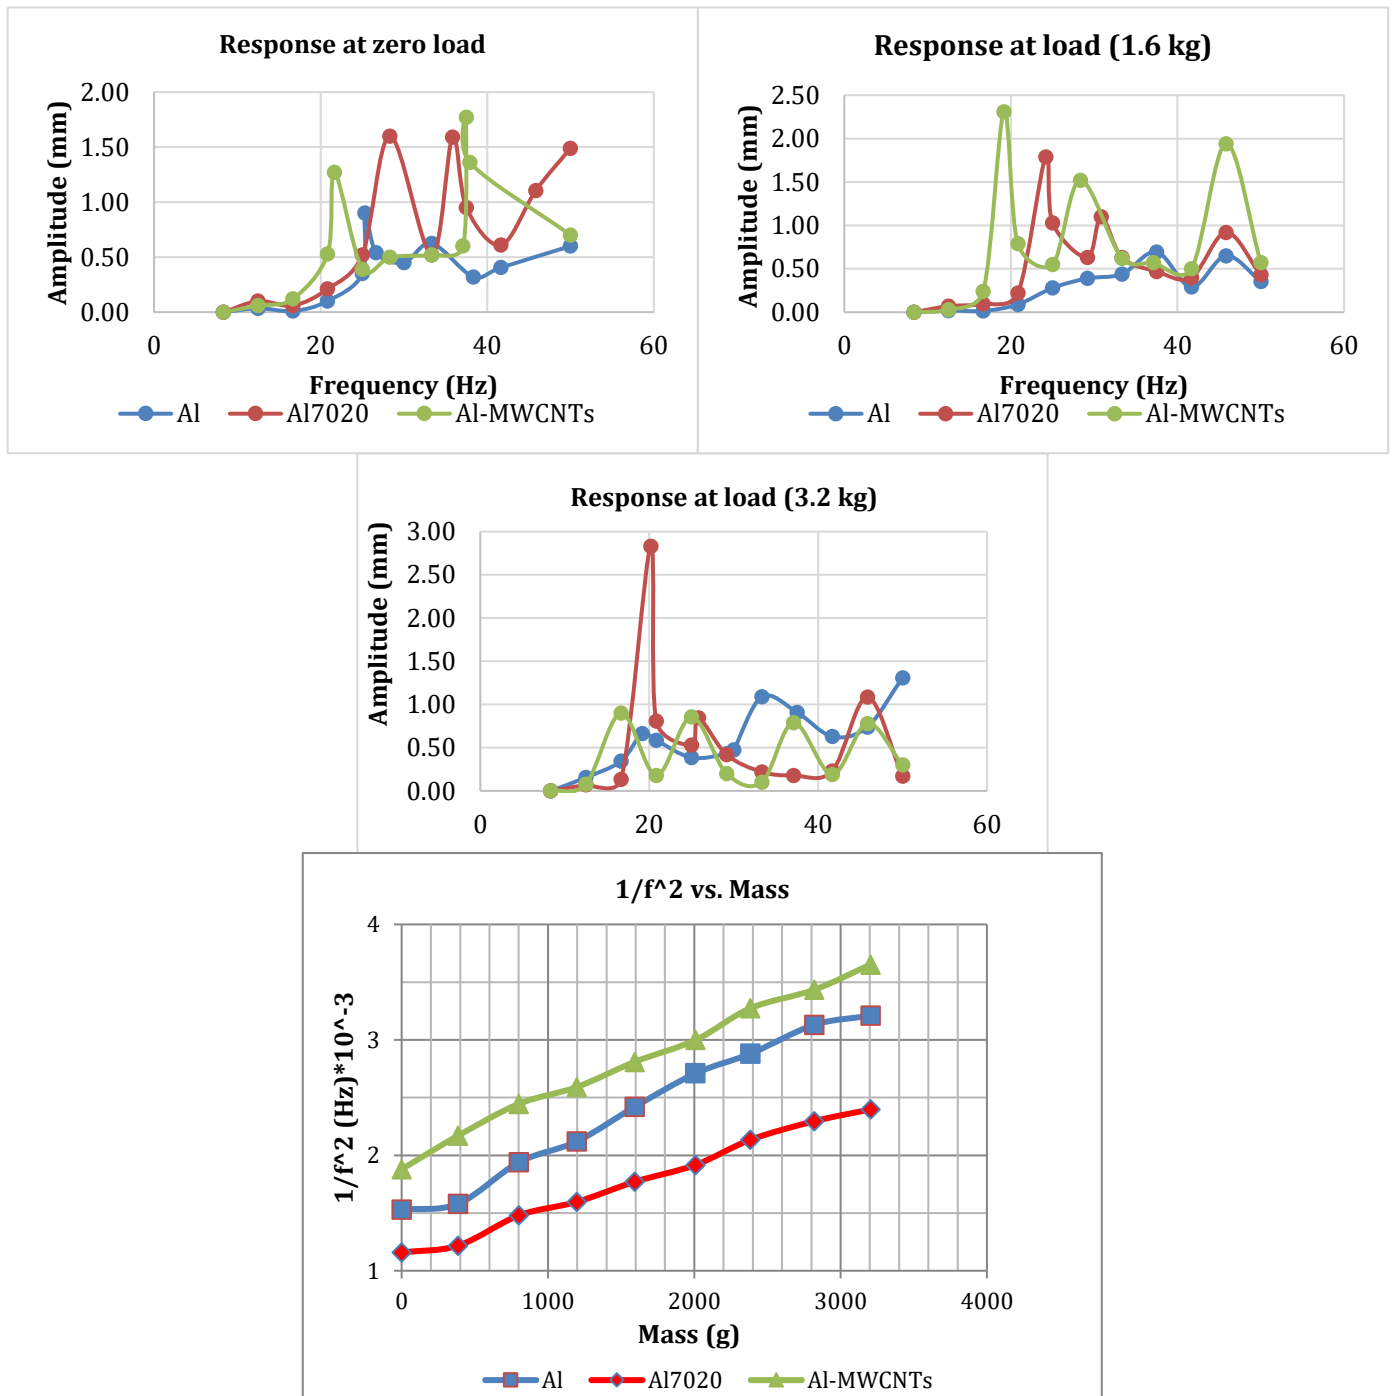 Response at zero load
Amplitude (mm)
2.00
1.50
1.00
0.50
0.00
0 20 40 60
Frequency (Hz)
Al Al7020 Al-MWCNTs
Response at load (1.6 kg)
Amplitude (mm)
2.50
2.00
1.50
1.00
0.50
0.00
0 20 40 60
Frequency (Hz)
Al Al7020 Al-MWCNTs
Response at load (3.2 kg)
Amplitude (mm)
3.00
2.50
2.00
1.50
1.00
0.50
0.00
0 20 40 60
1/f^2 vs. Mass
1/f^2 (Hz)*10^-3
4
3
2
1
0 1000 2000 3000 4000
Mass (g)
Al Al7020 Al-MWCNTs